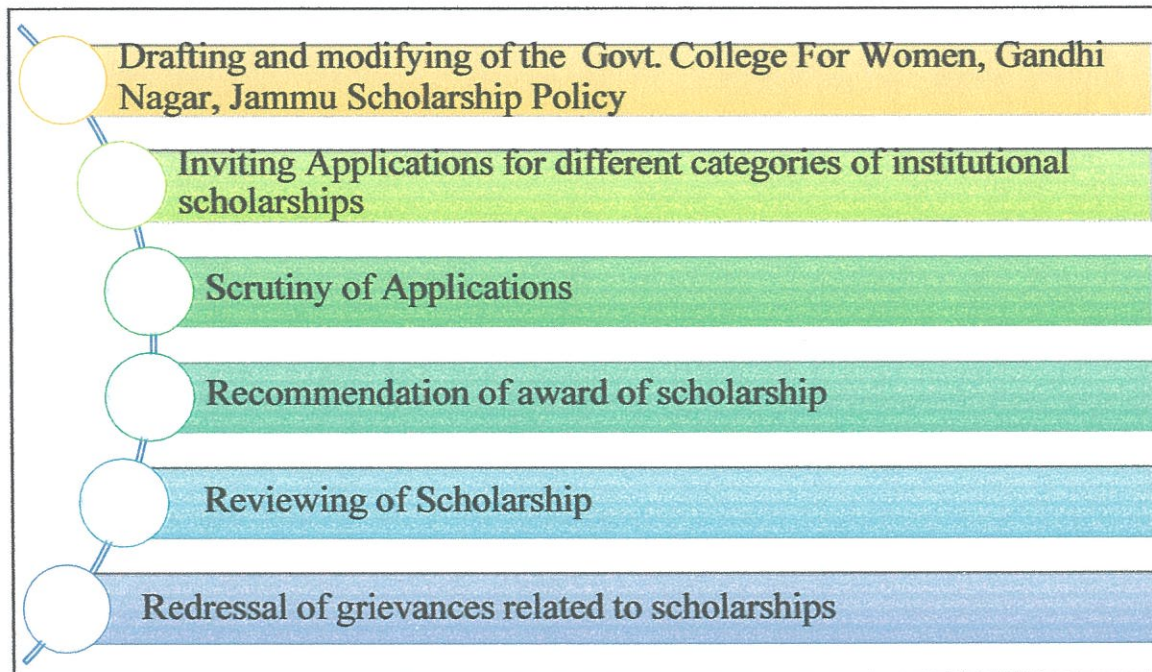 Drafting and modifying of the Govt. College For Women, Gandhi
Nagar, Jammu Scholarship Policy
Inviting Applications for different categories of institutional
scholarships
Scrutiny of Applications
Recommendation of award of scholarship
Reviewing of Scholarship
Redressal of grievances related to scholarships